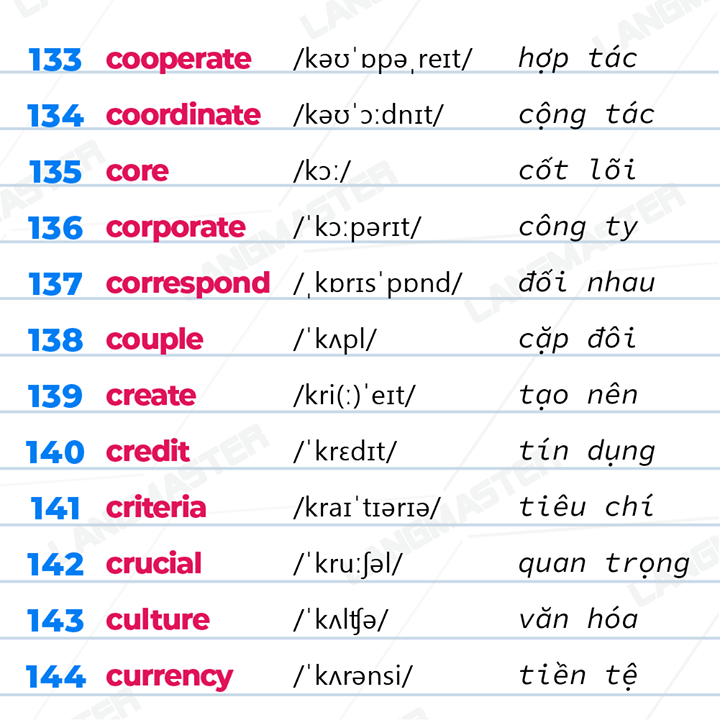 133 cooperate /kəʊˈɒpəˌreɪt/ hợp tác
134 coordinate /kəʊˈɔːdnɪt/ cộng tác
135 core /kɔː/ cốt lõi
136 corporate /ˈkɔːpərɪt/ công ty
137 correspond /ˌkɒrɪsˈpɒnd/ đối nhau
138 couple /ˈkʌpl/ cặp đôi
139 create /kri(ː)ˈeɪt/ tạo nên
140 credit /ˈkrɛdɪt/ tín dụng
141 criteria /kraɪˈtɪərɪə/ tiêu chí
142 crucial /ˈkruːʃəl/ quan trọng
143 culture /ˈkʌlʧə/ văn hóa
144 currency /ˈkʌrənsi/ tiền tệ
LANGMASTER